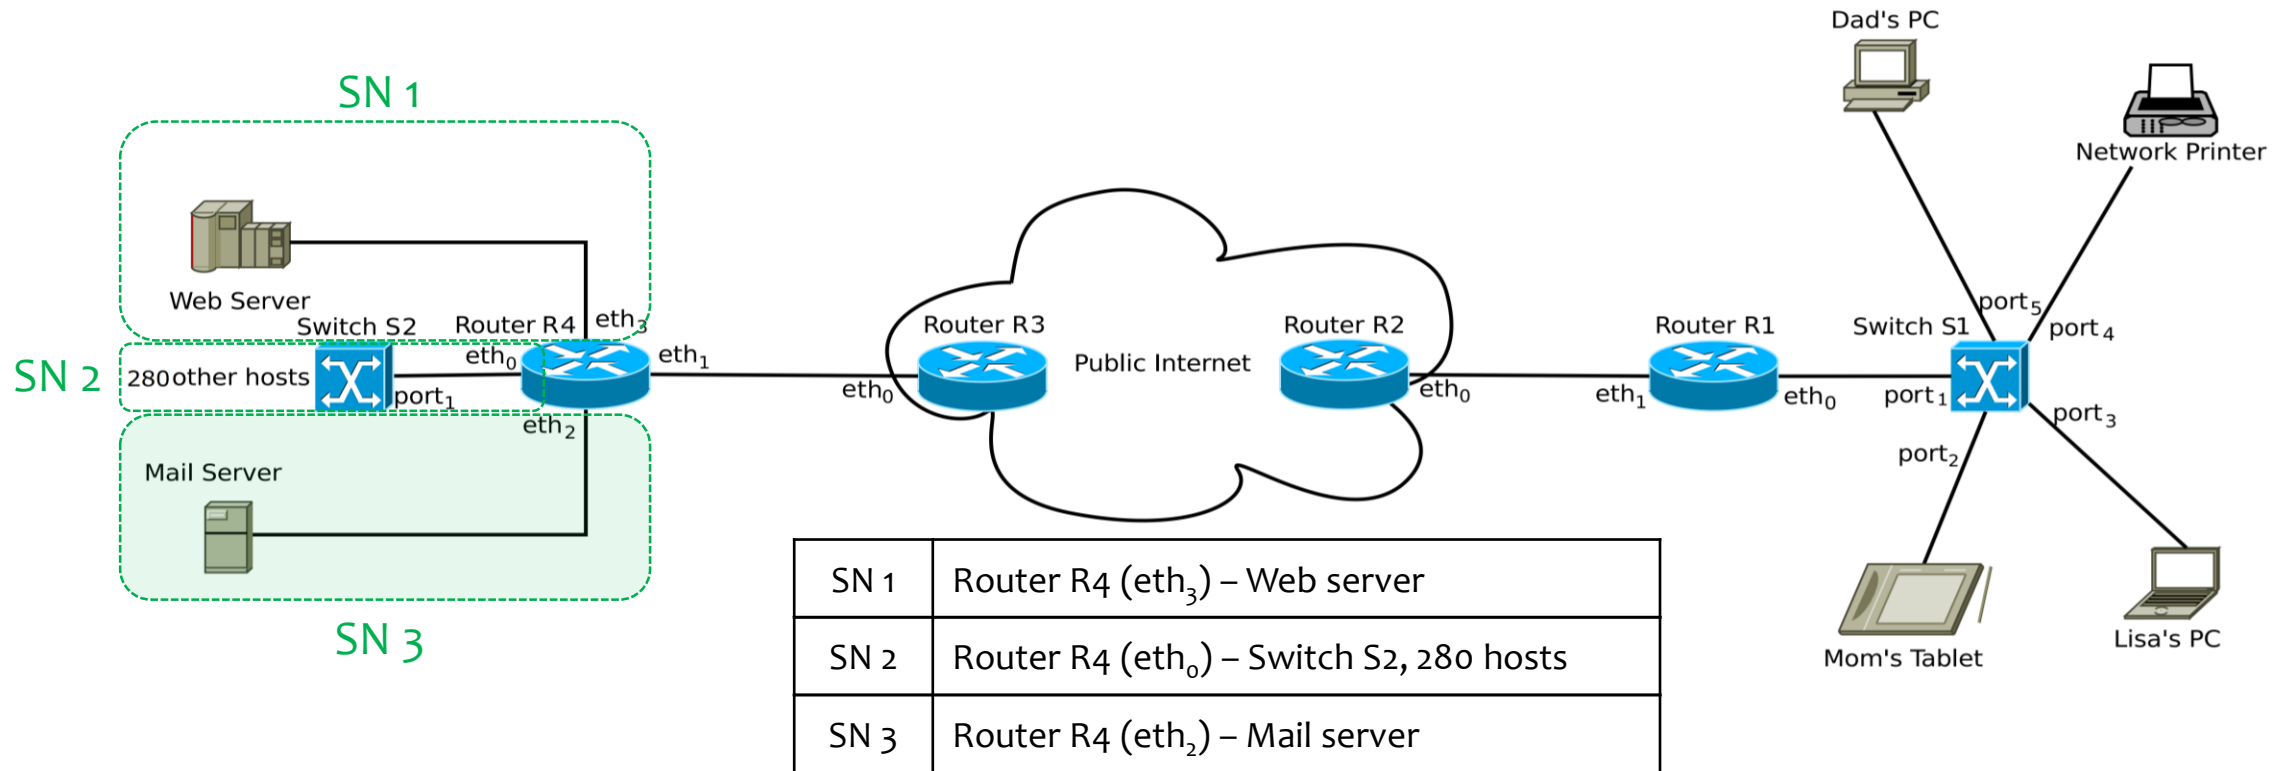 Dad's PC
SN 1
Network Printer
Web Server
port5
Switch S2
Router R4
eth3
Router R3
Router R2
Router R1
Switch S1
port4
SN 2
280 other hosts
eth0
eth1
Public Internet
port1
eth0
eth0
eth1
eth0
port1
port3
eth2
port2
Mail Server
SN 1 Router R4 (eth3) – Web server
SN 3
Lisa's PC
Mom's Tablet
SN 2 Router R4 (eth0) – Switch S2, 280 hosts
SN 3 Router R4 (eth2) – Mail server